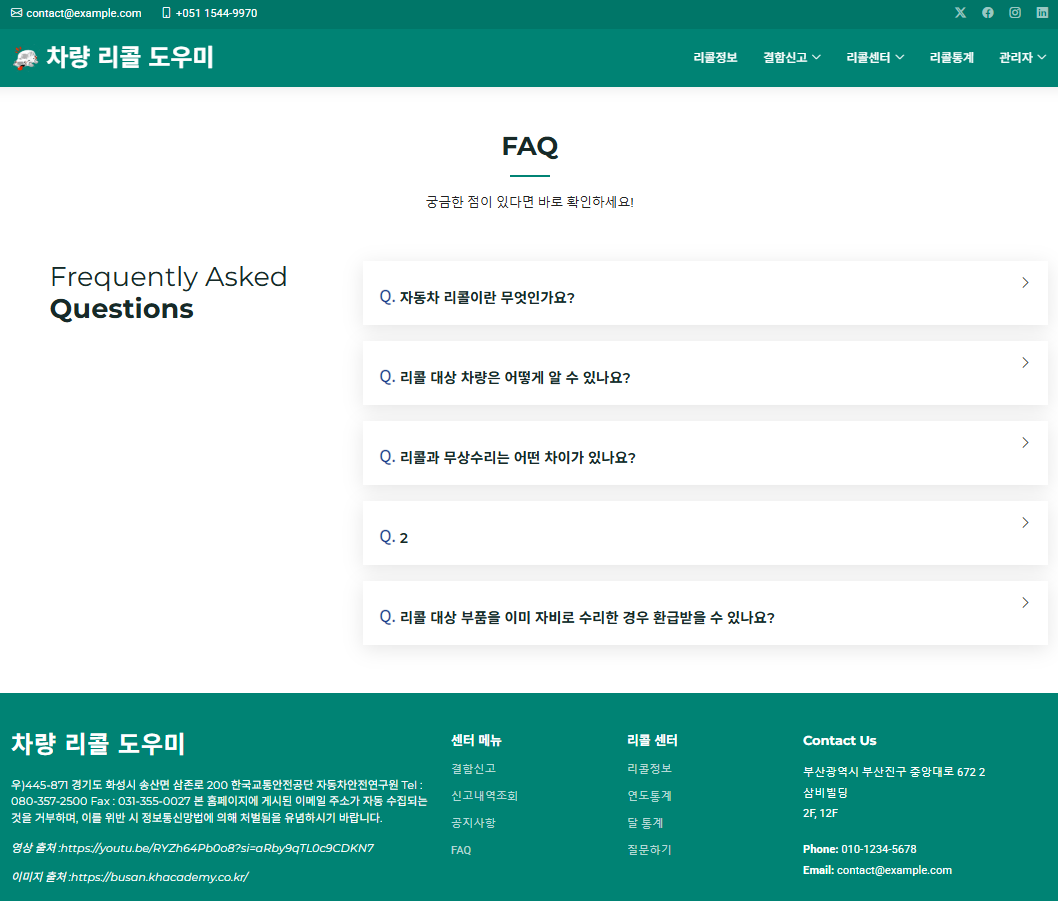 contact@example.com +051 1544-9970
차량 리콜 도우미
리콜정보 결함신고 리콜센터 리콜통계 관리자
FAQ
궁금한 점이 있다면 바로 확인하세요!
Frequently Asked
Questions
Q. 자동차 리콜이란 무엇인가요?
Q. 리콜 대상 차량은 어떻게 알 수 있나요?
Q. 리콜과 무상수리는 어떤 차이가 있나요?
Q. 2
Q. 리콜 대상 부품을 이미 자비로 수리한 경우 환급받을 수 있나요?
차량 리콜 도우미
우)445-871 경기도 화성시 송산면 삼존로 200 한국교통안전공단 자동차안전연구원 Tel :
080-357-2500 Fax : 031-355-0027 본 홈페이지에 게시된 이메일 주소가 자동 수집되는
것을 거부하며, 이를 위반 시 정보통신망법에 의해 처벌됨을 유념하시기 바랍니다.
영상 출처 :https://youtu.be/RYZh64Pb0o8?si=aRby9qTL0c9CDKN7
이미지 출처 :https://busan.khacademy.co.kr/
센터 메뉴
결함신고
신고내역조회
공지사항
FAQ
리콜 센터
리콜정보
연도통계
달 통계
질문하기
Contact Us
부산광역시 부산진구 중앙대로 672 2
삼비빌딩
2F, 12F
Phone: 010-1234-5678
Email: contact@example.com